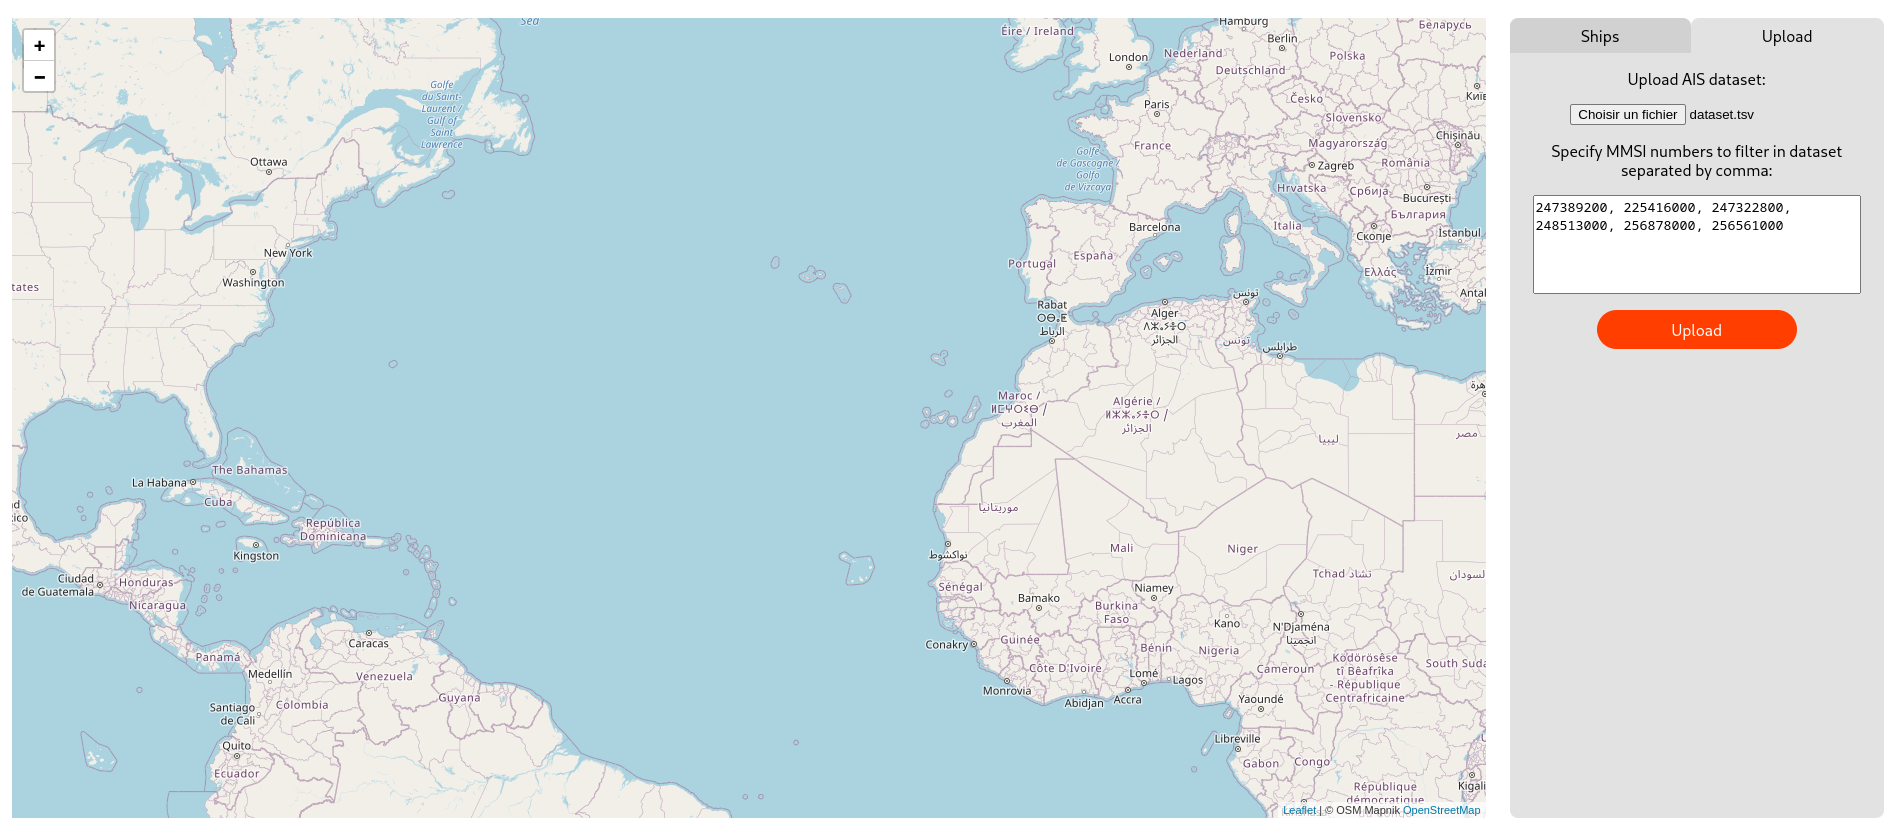 +
−
Ships
Upload
Upload AIS dataset:
Choisir un fichier dataset.tsv
Specify MMSI numbers to filter in dataset
separated by comma:
247389200, 225416000, 247322800,
248513000, 256878000, 256561000
Upload
Sea
Éire / Ireland
Hamburg
Беларусь
Berlin
London
Nederland
Polska
Deutschland
Golfe
du Saint-
Laurent /
Gulf of
Saint
Lawrence
Paris
Česko
Slovensko
Chișinău
Magyarország
France
Ottawa
Golfe
de Gascogne /
Golfo
de Vizcaya
Zagreb
România
Hrvatska
Србија
București
България
Barcelona
Italia
Скопје
İstanbul
New York
Portugal
España
Ελλάς
İzmir
Washington
tates
تونس
Antal
Rabat
ⵔⴱⴰⵟ
الرباط
Alger
الجزائر
تونس
طرابلس
Maroc /
ⵍⵎⵖⵔⵉⴱ /
المغرب
Algérie /
الجزائر
ليبيا
مصر
The Bahamas
La Habana
Cuba
República
Dominicana
Kingston
موريتانيا
نواكشوط
Mali
Niger
Tchad تشاد
السودان
Ciudad
de Guatemala
Honduras
Nicaragua
Sénégal
Bamako
Niamey
Burkina
Faso
Kano
N'Djaména
انجمينا
Caracas
Conakry
Guinée
Bénin
Nigeria
Panamá
Medellín
Venezuela
Côte D'Ivoire
Cameroun
Ködörösêse
tî Bêafrîka
- République
Centrafricaine
South Suda
Guyana
Monrovia
Lomé
Lagos
Colombia
Abidjan
Accra
Yaoundé
Santiago
de Cali
Quito
Libreville
Ecuador
Gabon
Congo
Kigali
République
démocratique
Leaflet | © OSM Mapnik OpenStreetMap